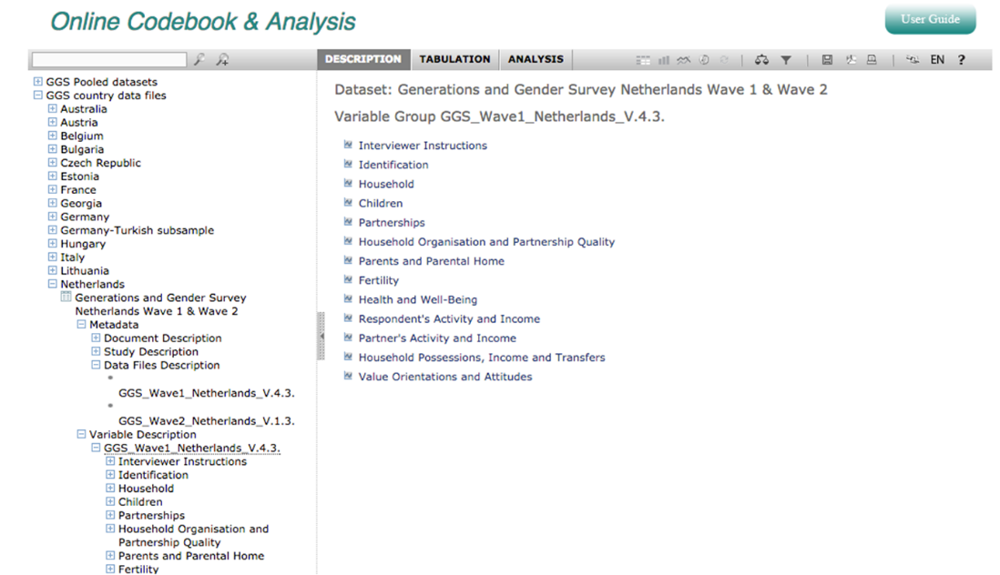 Online Codebook & Analysis
User Guide
DESCRIPTION TABULATION ANALYSIS EN ?
GGS Pooled datasets
GGS country data files
Australia
Austria
Belgium
Bulgaria
Czech Republic
Estonia
France
Georgia
Germany
Germany-Turkish subsample
Hungary
Italy
Lithuania
Netherlands
Generations and Gender Survey
Netherlands Wave 1 & Wave 2
Metadata
Document Description
Study Description
Data Files Description
GGS_Wave1_Netherlands_V.4.3.
GGS_Wave2_Netherlands_V.1.3.
Variable Description
GGS_Wave1_Netherlands_V.4.3.
Interviewer Instructions
Identification
Household
Children
Partnerships
Household Organisation and
Partnership Quality
Parents and Parental Home
Fertility
Dataset: Generations and Gender Survey Netherlands Wave 1 & Wave 2
Variable Group GGS_Wave1_Netherlands_V.4.3.
Interviewer Instructions
Identification
Household
Children
Partnerships
Household Organisation and Partnership Quality
Parents and Parental Home
Fertility
Health and Well-Being
Respondent's Activity and Income
Partner's Activity and Income
Household Possessions, Income and Transfers
Value Orientations and Attitudes